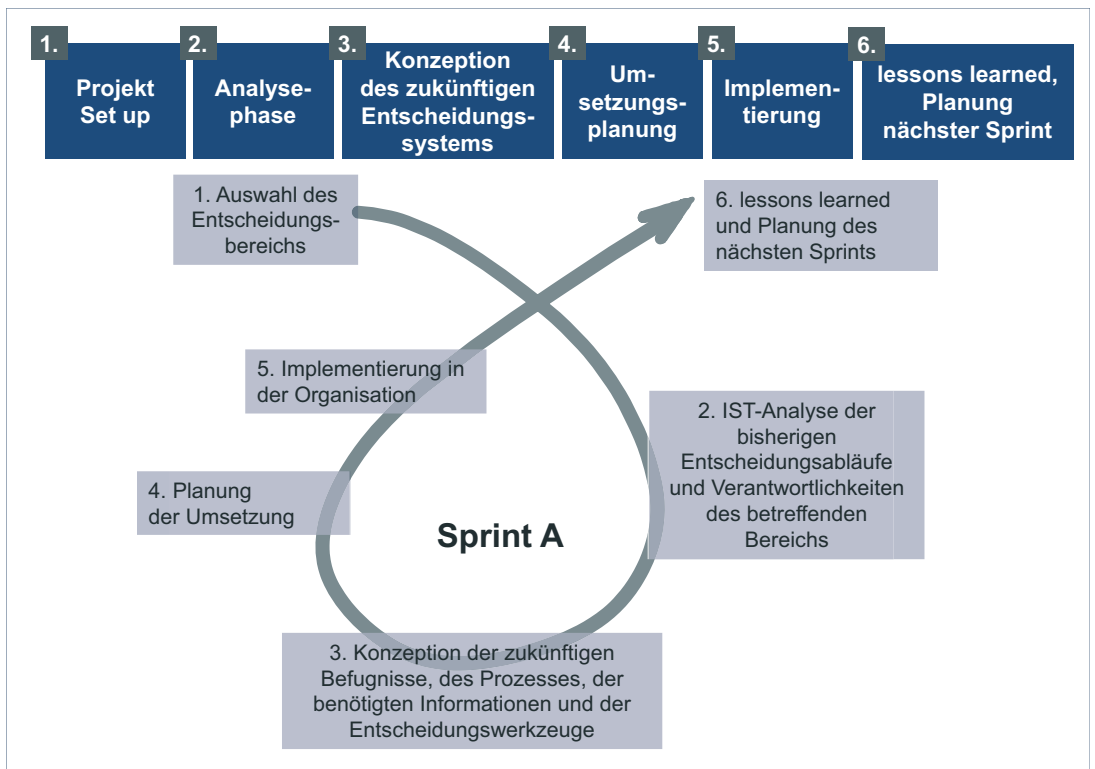 1.
Projekt
Set up
2.
Analyse-
phase
3.
Konzeption
des zukünftigen
Entscheidungs-
systems
4.
Um-
setzungs-
planung
5.
Implemen-
tierung
6.
lessons learned,
Planung
nächster Sprint
1. Auswahl des
Entscheidungs-
bereichs
6. lessons learned
und Planung des
nächsten Sprints
5. Implementierung in
der Organisation
2. IST-Analyse der
bisherigen
Entscheidungsabläufe
und Verantwortlichkeiten
des betreffenden
Bereichs
4. Planung
der Umsetzung
Sprint A
3. Konzeption der zukünftigen
Befugnisse, des Prozesses, der
benötigten Informationen und der
Entscheidungswerkzeuge